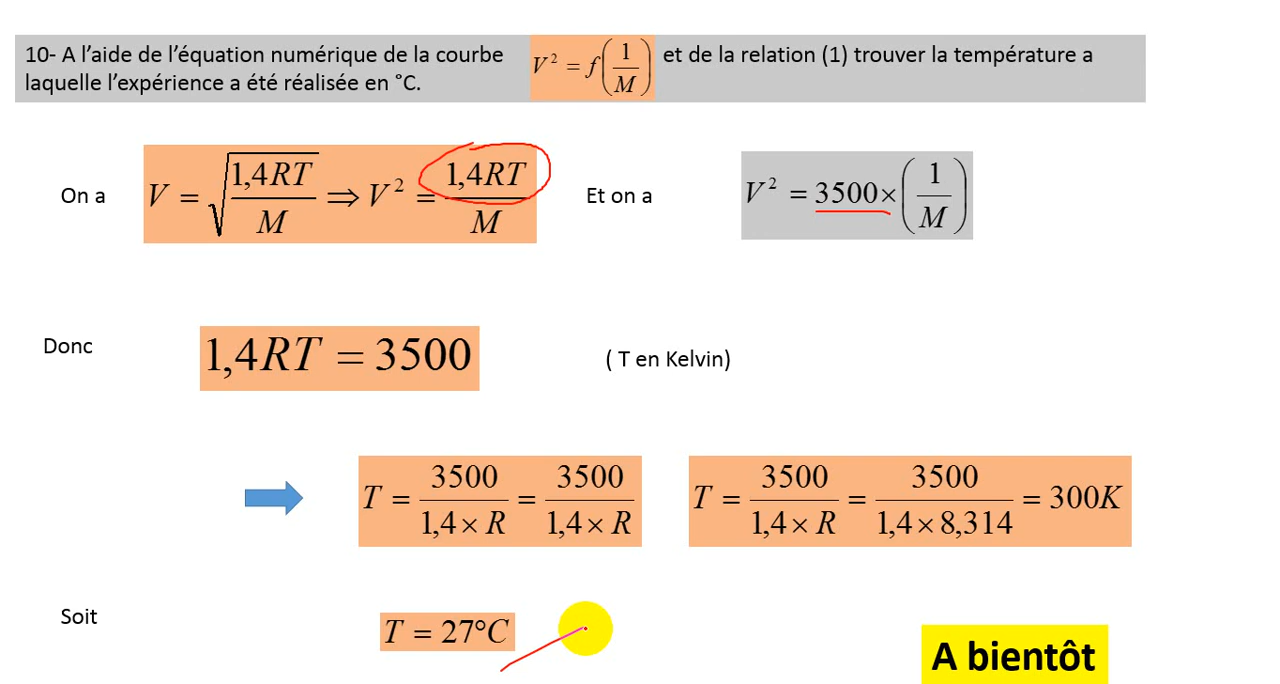 10- A l’aide de l’équation numérique de la courbe V² = f(1/M) et de la relation (1) trouver la température a
laquelle l’expérience a été réalisée en °C.
On a V = √(1,4RT/M) ⇒ V² = 1,4RT/M Et on a V² = 3500×(1/M)
Donc 1,4RT = 3500 ( T en Kelvin)
T = 3500/(1,4×R) = 3500/(1,4×R) T = 3500/(1,4×R) = 3500/(1,4×8,314) = 300K
Soit T = 27°C
A bientôt